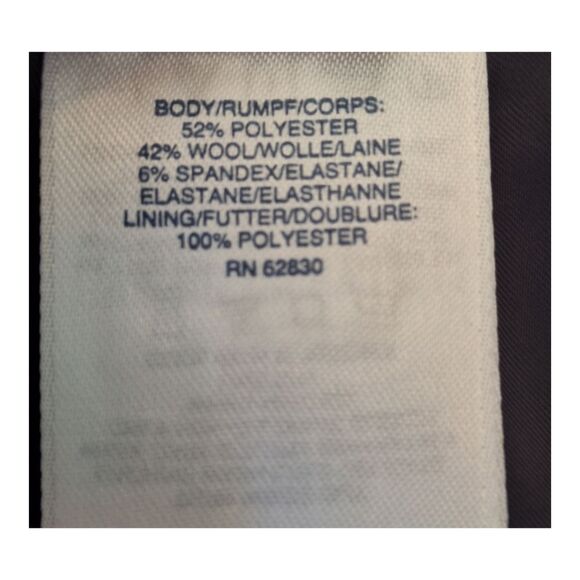 BODY/RUMPF/CORPS:
52% POLYESTER
42% WOOL/WOLLE/LAINE
6% SPANDEX/ELASTANE/
ELASTANE/ELASTHANNE
LINING/FUTTER/DOUBLURE:
100% POLYESTER
RN 62830